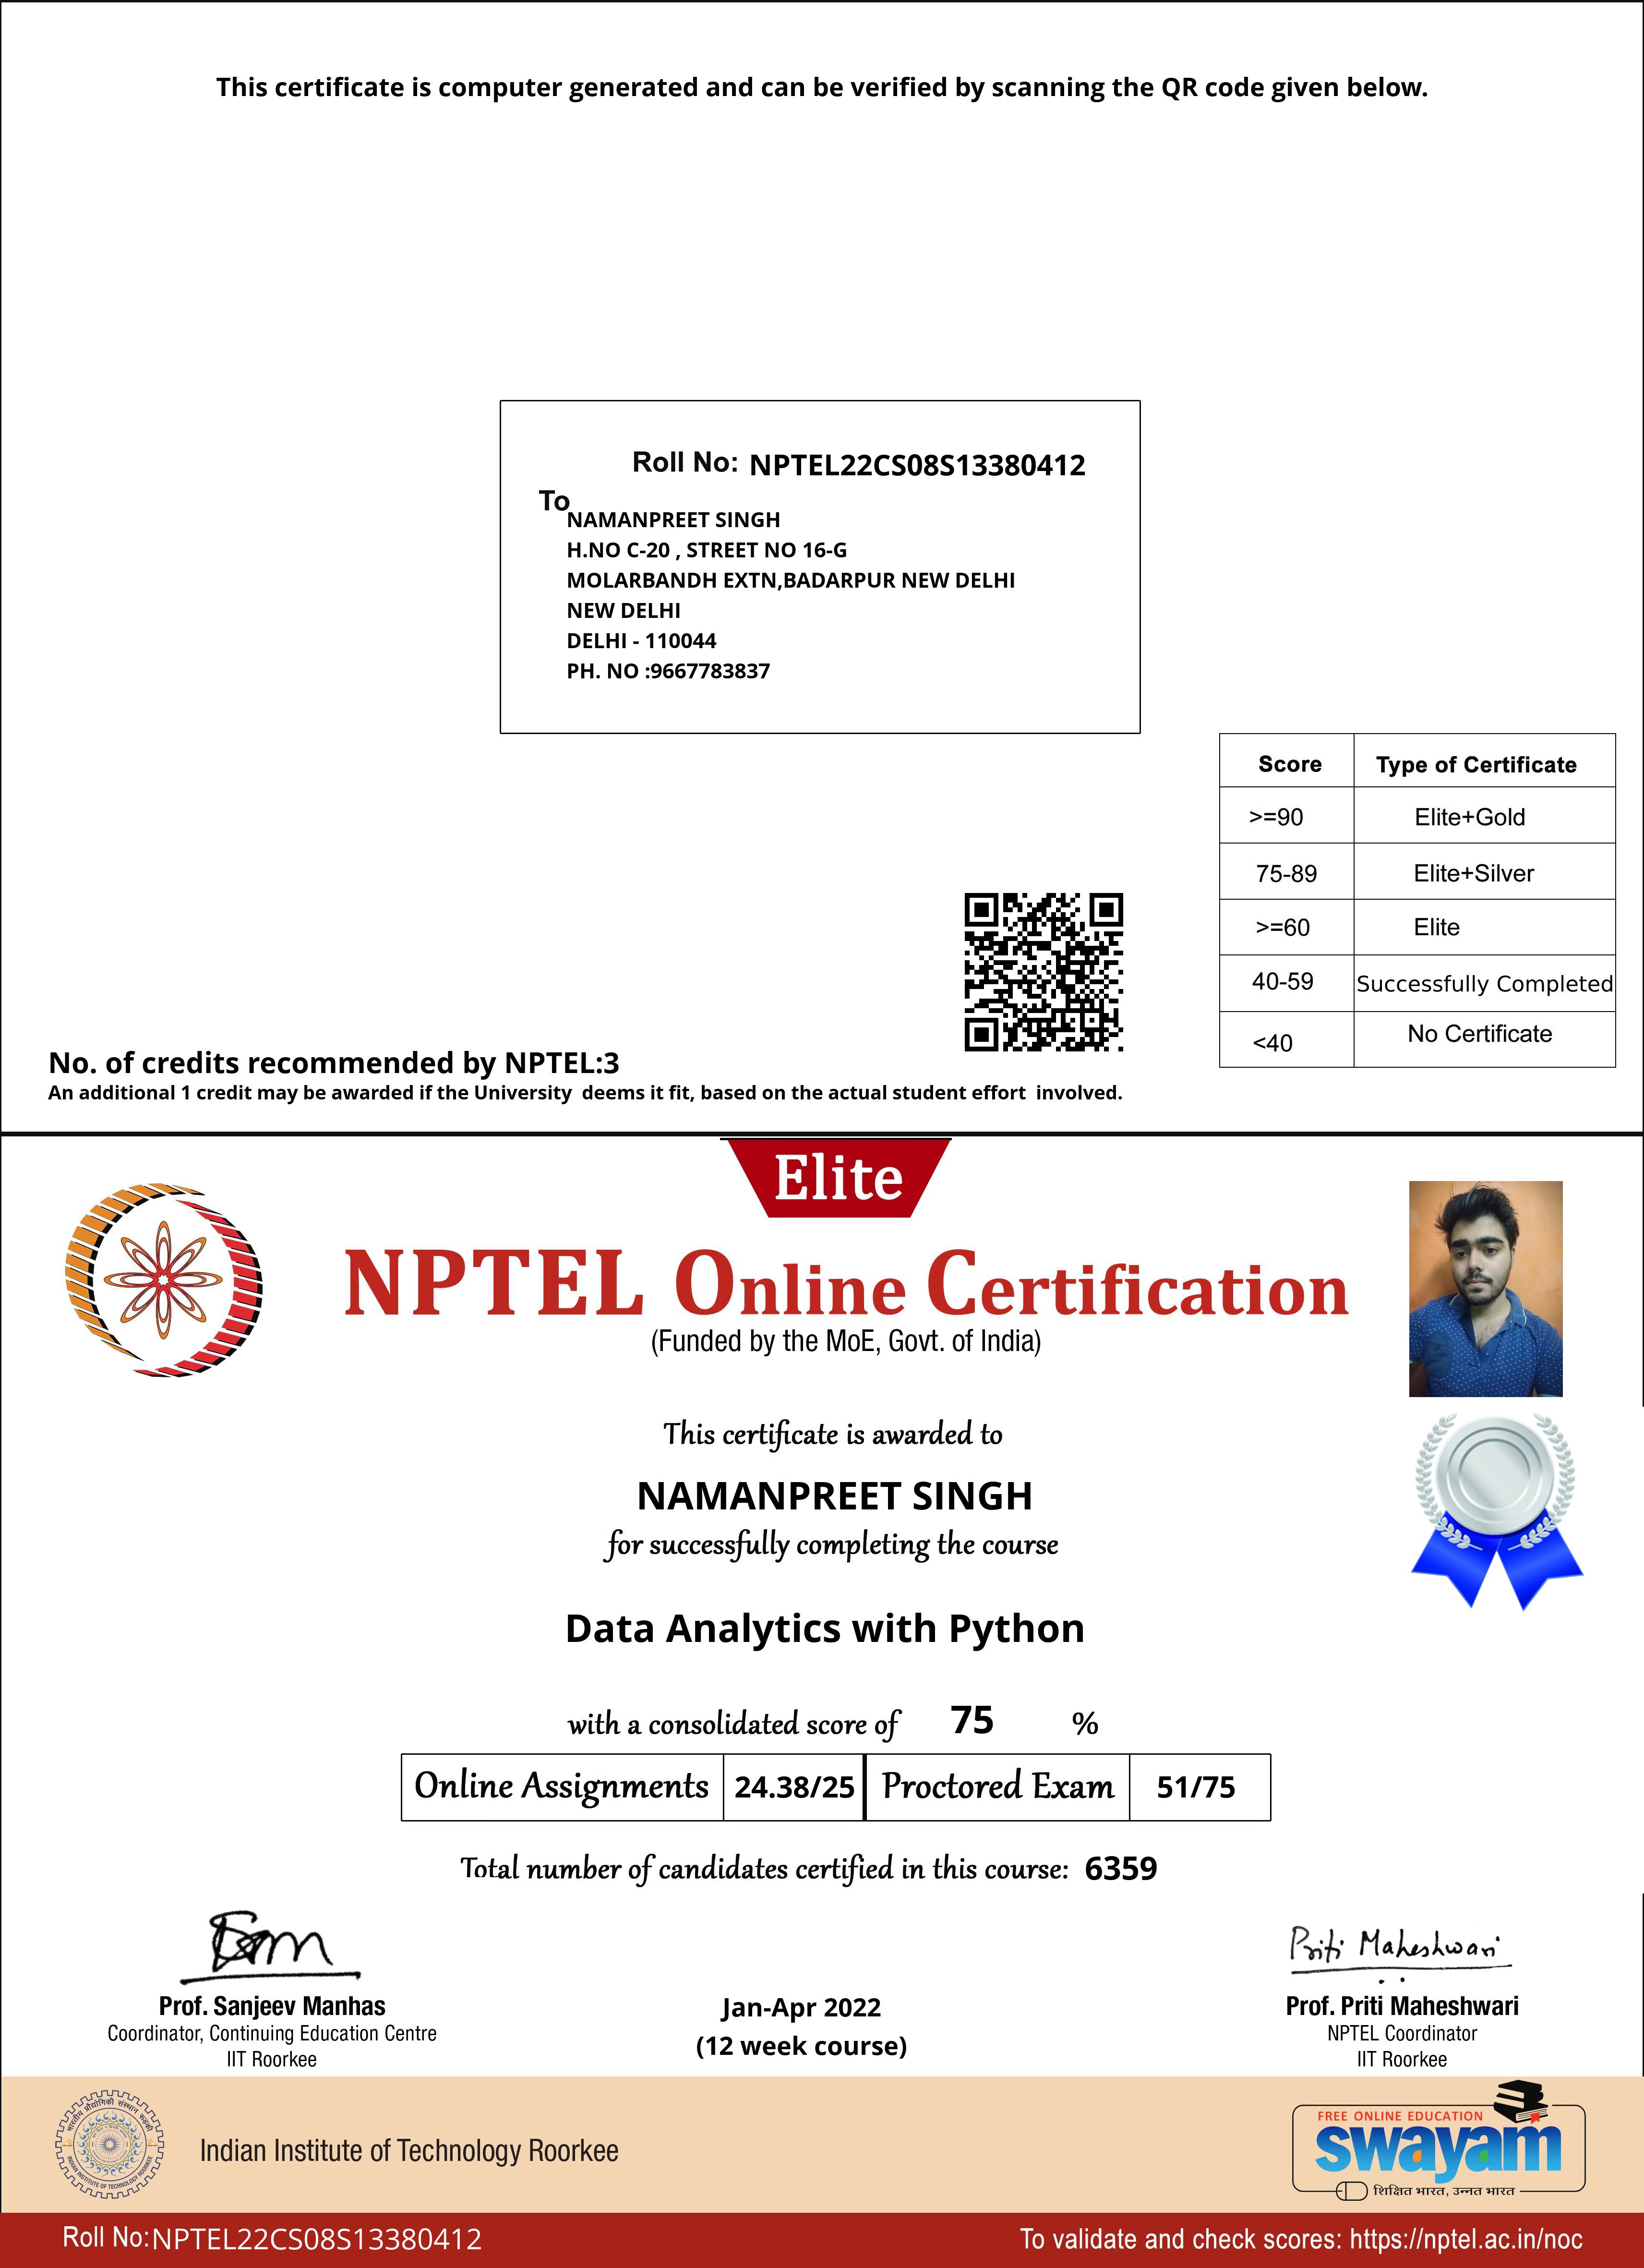 This certificate is computer generated and can be verified by scanning the QR code given below.
Roll No: NPTEL22CS08S13380412
To
NAMANPREET SINGH
H.NO C-20 , STREET NO 16-G
MOLARBANDH EXTN,BADARPUR NEW DELHI
NEW DELHI
DELHI - 110044
PH. NO :9667783837
Score Type of Certificate
>=90 Elite+Gold
75-89 Elite+Silver
>=60 Elite
40-59 Successfully Completed
<40 No Certificate
No. of credits recommended by NPTEL:3
An additional 1 credit may be awarded if the University deems it fit, based on the actual student effort involved.
Elite
NPTEL Online Certification
(Funded by the MoE, Govt. of India)
This certificate is awarded to
NAMANPREET SINGH
for successfully completing the course
Data Analytics with Python
with a consolidated score of 75 %
Online Assignments 24.38/25 Proctored Exam 51/75
Total number of candidates certified in this course: 6359
Priti Maheshwari
Prof. Sanjeev Manhas
Coordinator, Continuing Education Centre
IIT Roorkee
Jan-Apr 2022
(12 week course)
Prof. Priti Maheshwari
NPTEL Coordinator
IIT Roorkee
भारतीय प्रौद्योगिकी संस्थान रुड़की
INDIAN INSTITUTE OF TECHNOLOGY ROORKEE
Indian Institute of Technology Roorkee
FREE ONLINE EDUCATION
swayam
शिक्षित भारत, उन्नत भारत
Roll No:NPTEL22CS08S13380412
To validate and check scores: https://nptel.ac.in/noc